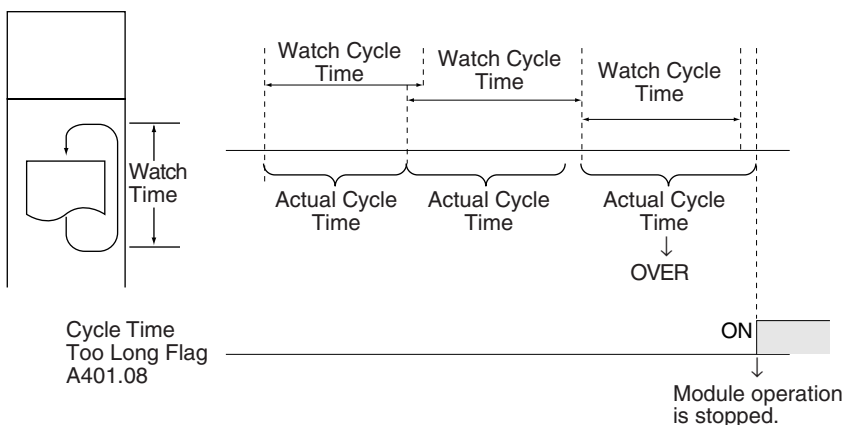 Watch Cycle
Time
Watch Cycle
Time
Watch Cycle
Time
Watch
Time
Actual Cycle
Time
Actual Cycle
Time
Actual Cycle
Time
OVER
Cycle Time
Too Long Flag
A401.08
ON
Module operation
is stopped.